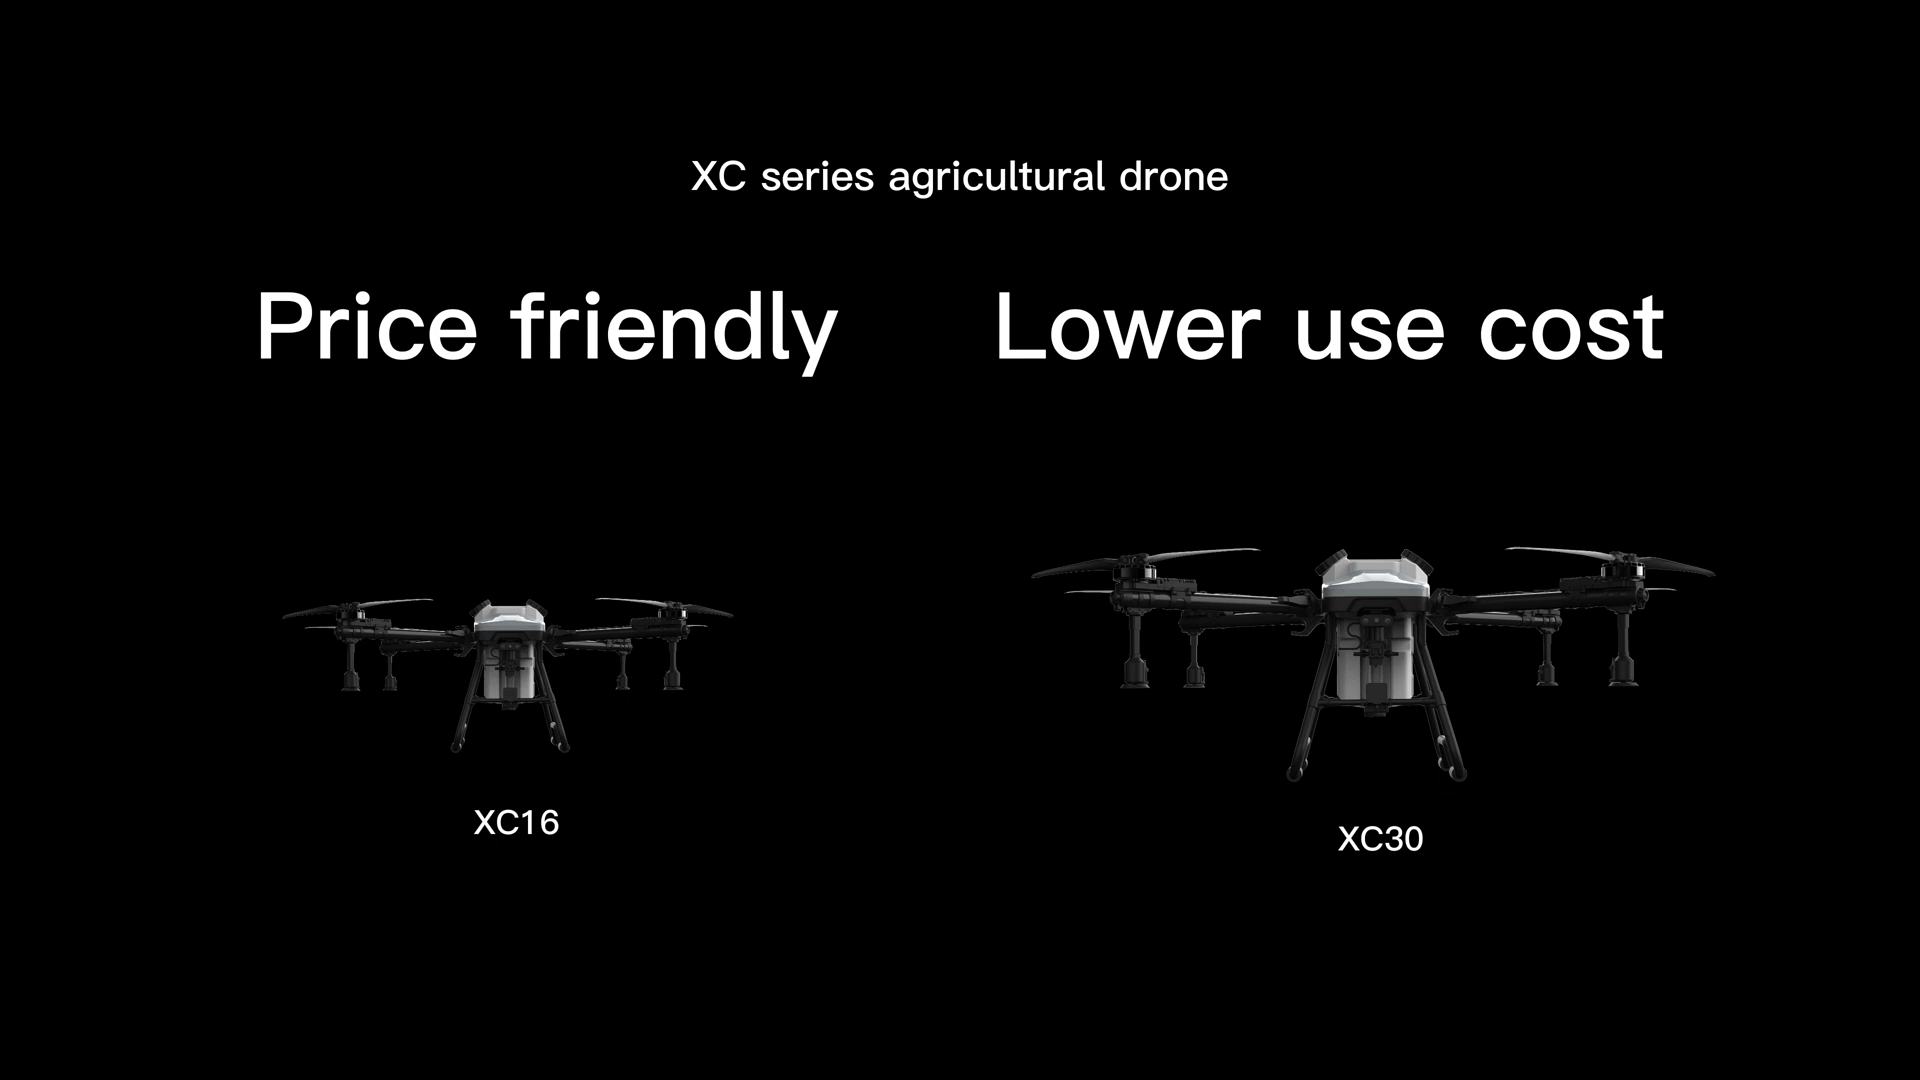 XC series agricultural drone
Price friendly
Lower use cost
XC16
XC30